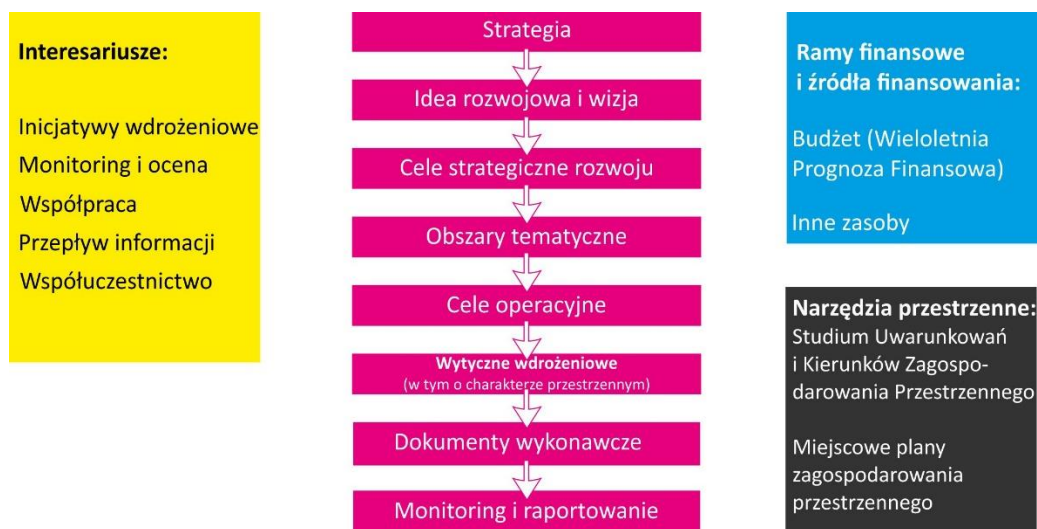 Interesariusze:
Inicjatywy wdrożeniowe
Monitoring i ocena
Współpraca
Przepływ informacji
Współuczestnictwo
Strategia
Idea rozwojowa i wizja
Cele strategiczne rozwoju
Obszary tematyczne
Cele operacyjne
Wytyczne wdrożeniowe
(w tym o charakterze przestrzennym)
Dokumenty wykonawcze
Monitoring i raportowanie
Ramy finansowe
i źródła finansowania:
Budżet (Wieloletnia
Prognoza Finansowa)
Inne zasoby
Narzędzia przestrzenne:
Studium Uwarunkowań
i Kierunków Zagospo-
darowania Przestrzennego
Miejscowe plany
zagospodarowania
przestrzennego